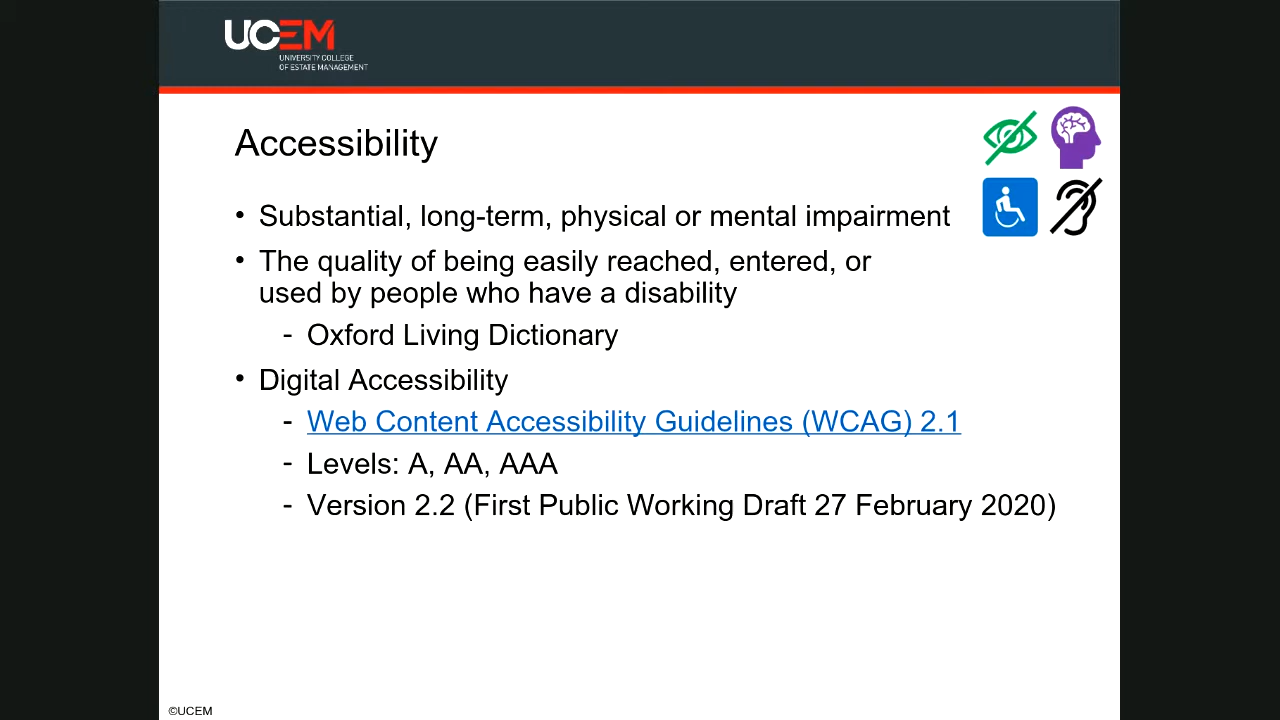 UCEM
UNIVERSITY COLLEGE
OF ESTATE MANAGEMENT
Accessibility
• Substantial, long-term, physical or mental impairment
• The quality of being easily reached, entered, or
used by people who have a disability
- Oxford Living Dictionary
• Digital Accessibility
- Web Content Accessibility Guidelines (WCAG) 2.1
- Levels: A, AA, AAA
- Version 2.2 (First Public Working Draft 27 February 2020)
©UCEM